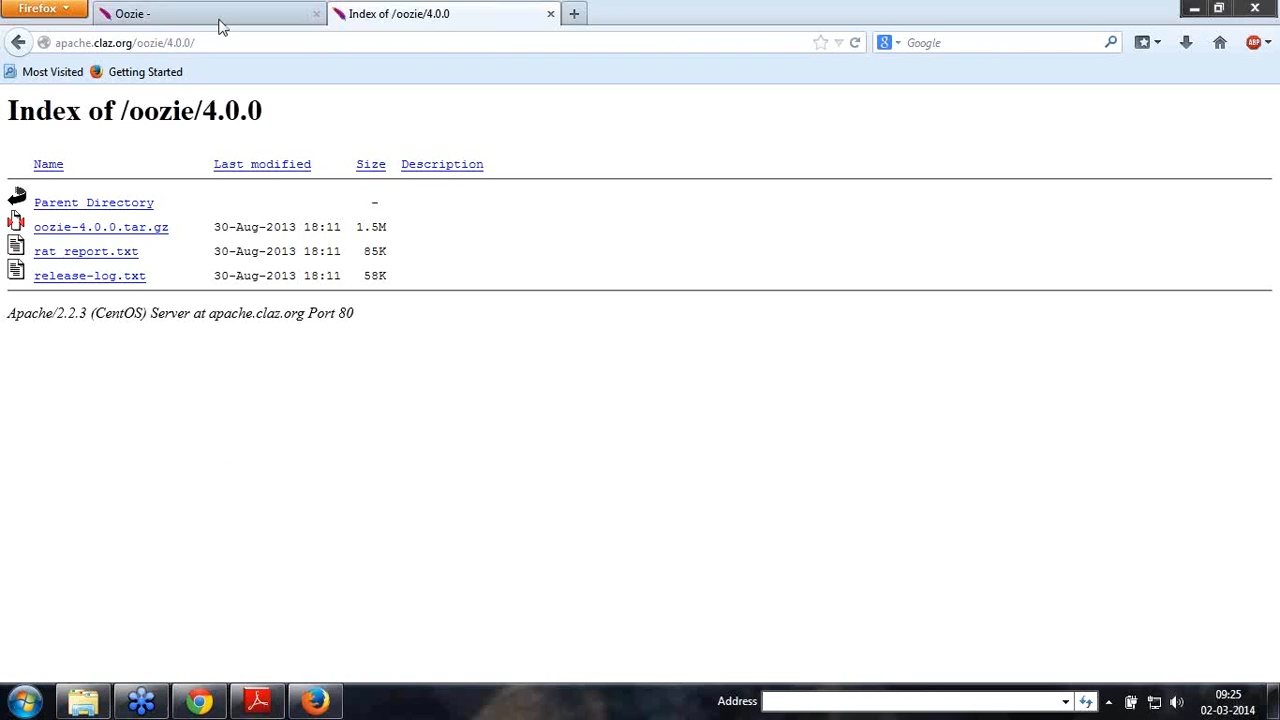 Firefox
Oozie -
Index of /oozie/4.0.0
apache.claz.org/oozie/4.0.0/
Google
ABP
Most Visited
Getting Started
Index of /oozie/4.0.0
Name Last modified Size Description
Parent Directory -
oozie-4.0.0.tar.gz 30-Aug-2013 18:11 1.5M
rat_report.txt 30-Aug-2013 18:11 85K
release-log.txt 30-Aug-2013 18:11 58K
Apache/2.2.3 (CentOS) Server at apache.claz.org Port 80
Address
09:25
02-03-2014